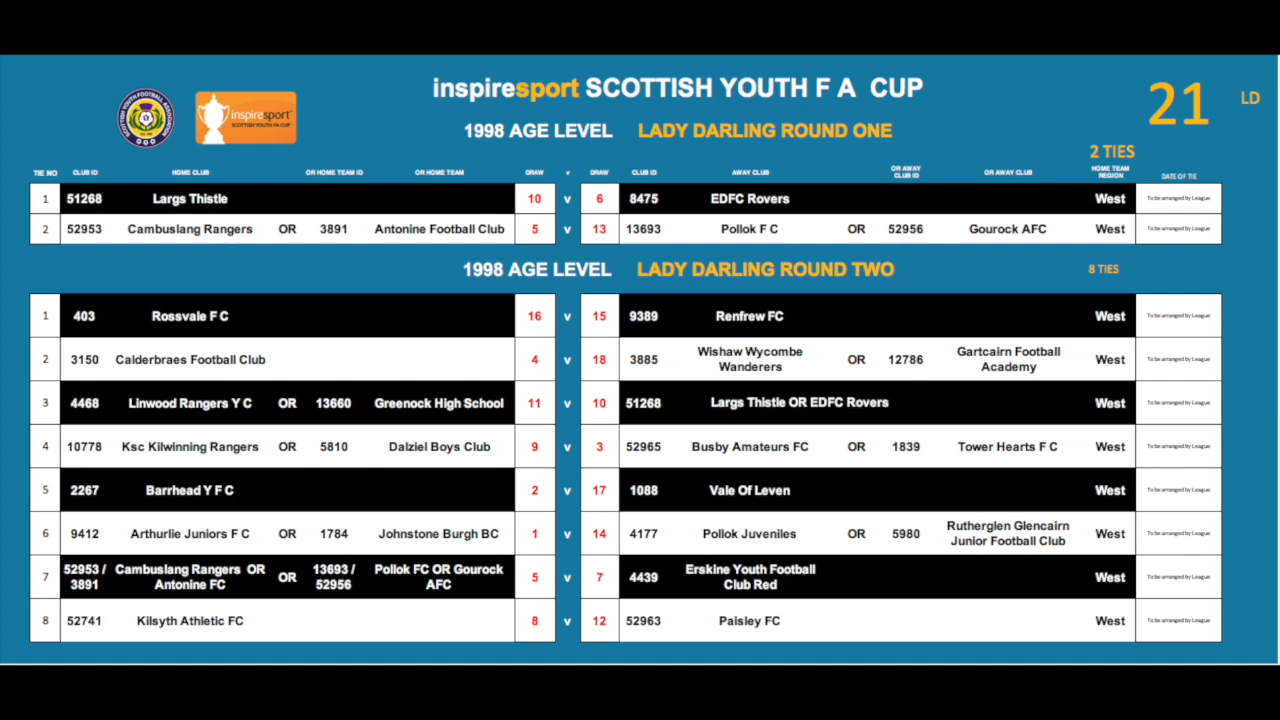 inspiresport SCOTTISH YOUTH F A CUP
21
LD
SCOTTISH YOUTH FOOTBALL ASSOCIATION
inspiresport
SCOTTISH YOUTH FA CUP
1998 AGE LEVEL LADY DARLING ROUND ONE
2 TIES
TIE NO CLUB ID HOME CLUB OR HOME TEAM ID OR HOME TEAM DRAW v DRAW CLUB ID AWAY CLUB OR AWAY CLUB ID OR AWAY CLUB HOME TEAM REGION DATE OF TIE
1 51268 Largs Thistle 10 v 6 8475 EDFC Rovers West To be arranged by League
2 52953 Cambuslang Rangers OR 3891 Antonine Football Club 5 v 13 13693 Pollok F C OR 52956 Gourock AFC West To be arranged by League
1998 AGE LEVEL LADY DARLING ROUND TWO 8 TIES
1 403 Rossvale F C 16 v 15 9389 Renfrew FC West To be arranged by League
2 3150 Calderbraes Football Club 4 v 18 3885 Wishaw Wycombe Wanderers OR 12786 Gartcairn Football Academy West To be arranged by League
3 4468 Linwood Rangers Y C OR 13660 Greenock High School 11 v 10 51268 Largs Thistle OR EDFC Rovers West To be arranged by League
4 10778 Ksc Kilwinning Rangers OR 5810 Dalziel Boys Club 9 v 3 52965 Busby Amateurs FC OR 1839 Tower Hearts F C West To be arranged by League
5 2267 Barrhead Y F C 2 v 17 1088 Vale Of Leven West To be arranged by League
6 9412 Arthurlie Juniors F C OR 1784 Johnstone Burgh BC 1 v 14 4177 Pollok Juveniles OR 5980 Rutherglen Glencairn Junior Football Club West To be arranged by League
7 52953 / 3891 Cambuslang Rangers OR Antonine FC OR 13693 / 52956 Pollok FC OR Gourock AFC 5 v 7 4439 Erskine Youth Football Club Red West To be arranged by League
8 52741 Kilsyth Athletic FC 8 v 12 52963 Paisley FC West To be arranged by League